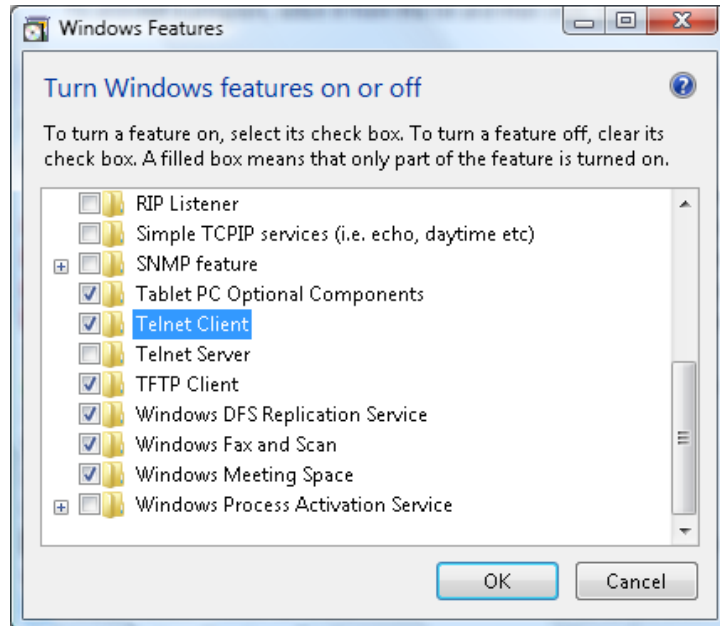 Windows Features
Turn Windows features on or off
To turn a feature on, select its check box. To turn a feature off, clear its
check box. A filled box means that only part of the feature is turned on.
RIP Listener
Simple TCPIP services (i.e. echo, daytime etc)
SNMP feature
Tablet PC Optional Components
Telnet Client
Telnet Server
TFTP Client
Windows DFS Replication Service
Windows Fax and Scan
Windows Meeting Space
Windows Process Activation Service
OK Cancel